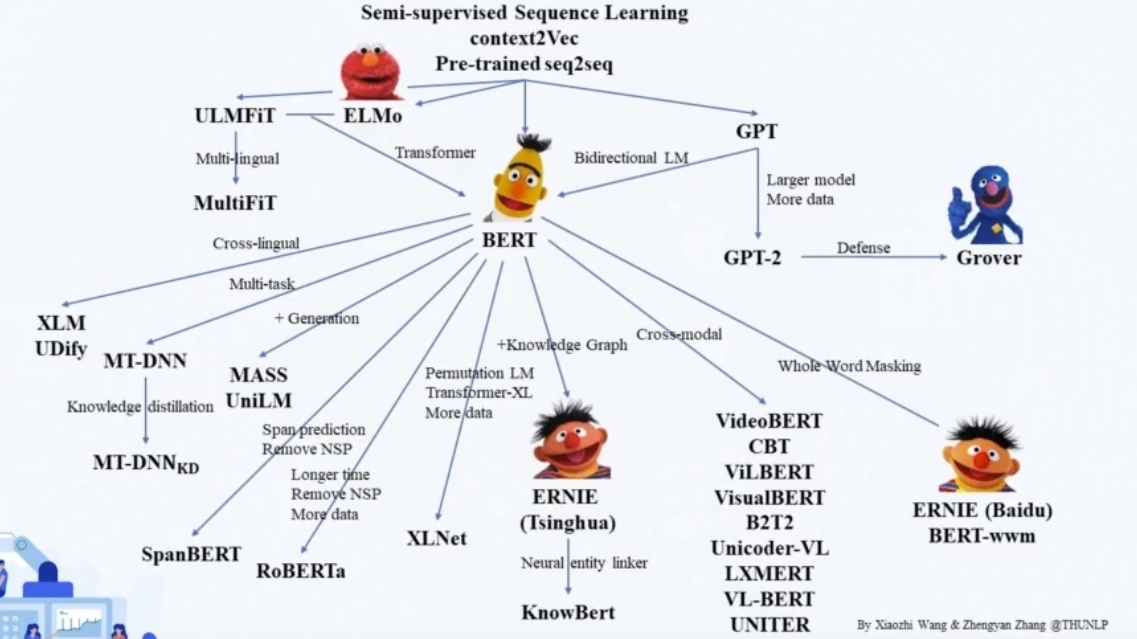 Semi-supervised Sequence Learning
context2Vec
Pre-trained seq2seq
ULMFiT
ELMo
GPT
Multi-lingual
Transformer
Bidirectional LM
Larger model
More data
MultiFiT
Cross-lingual
BERT
GPT-2
Defense
Grover
Multi-task
XLM
UDify
+ Generation
MT-DNN
+Knowledge Graph
Cross-modal
Whole Word Masking
MASS
UniLM
Permutation LM
Transformer-XL
More data
Knowledge distillation
Span prediction
Remove NSP
MT-DNNKD
Longer time
Remove NSP
More data
VideoBERT
CBT
ViLBERT
VisualBERT
B2T2
Unicoder-VL
LXMERT
VL-BERT
UNITER
ERNIE
(Tsinghua)
ERNIE (Baidu)
BERT-wwm
XLNet
SpanBERT
RoBERTa
Neural entity linker
KnowBert
By Xiaozhi Wang & Zhengyan Zhang @THUNLP